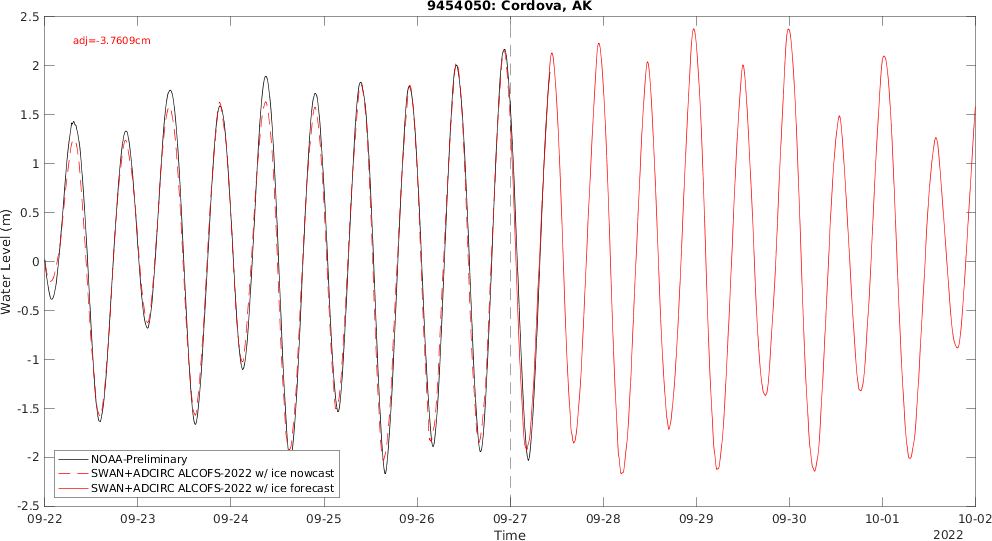 9454050: Cordova, AK
adj=-3.7609cm
2.5
2
1.5
1
0.5
0
-0.5
-1
-1.5
-2
-2.5
Water Level (m)
NOAA-Preliminary
SWAN+ADCIRC ALCOFS-2022 w/ ice nowcast
SWAN+ADCIRC ALCOFS-2022 w/ ice forecast
09-22 09-23 09-24 09-25 09-26 09-27 09-28 09-29 09-30 10-01 10-02
Time
2022